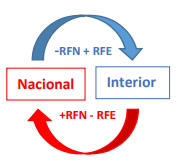 -RFN + RFE
Nacional
Interior
+RFN - RFE